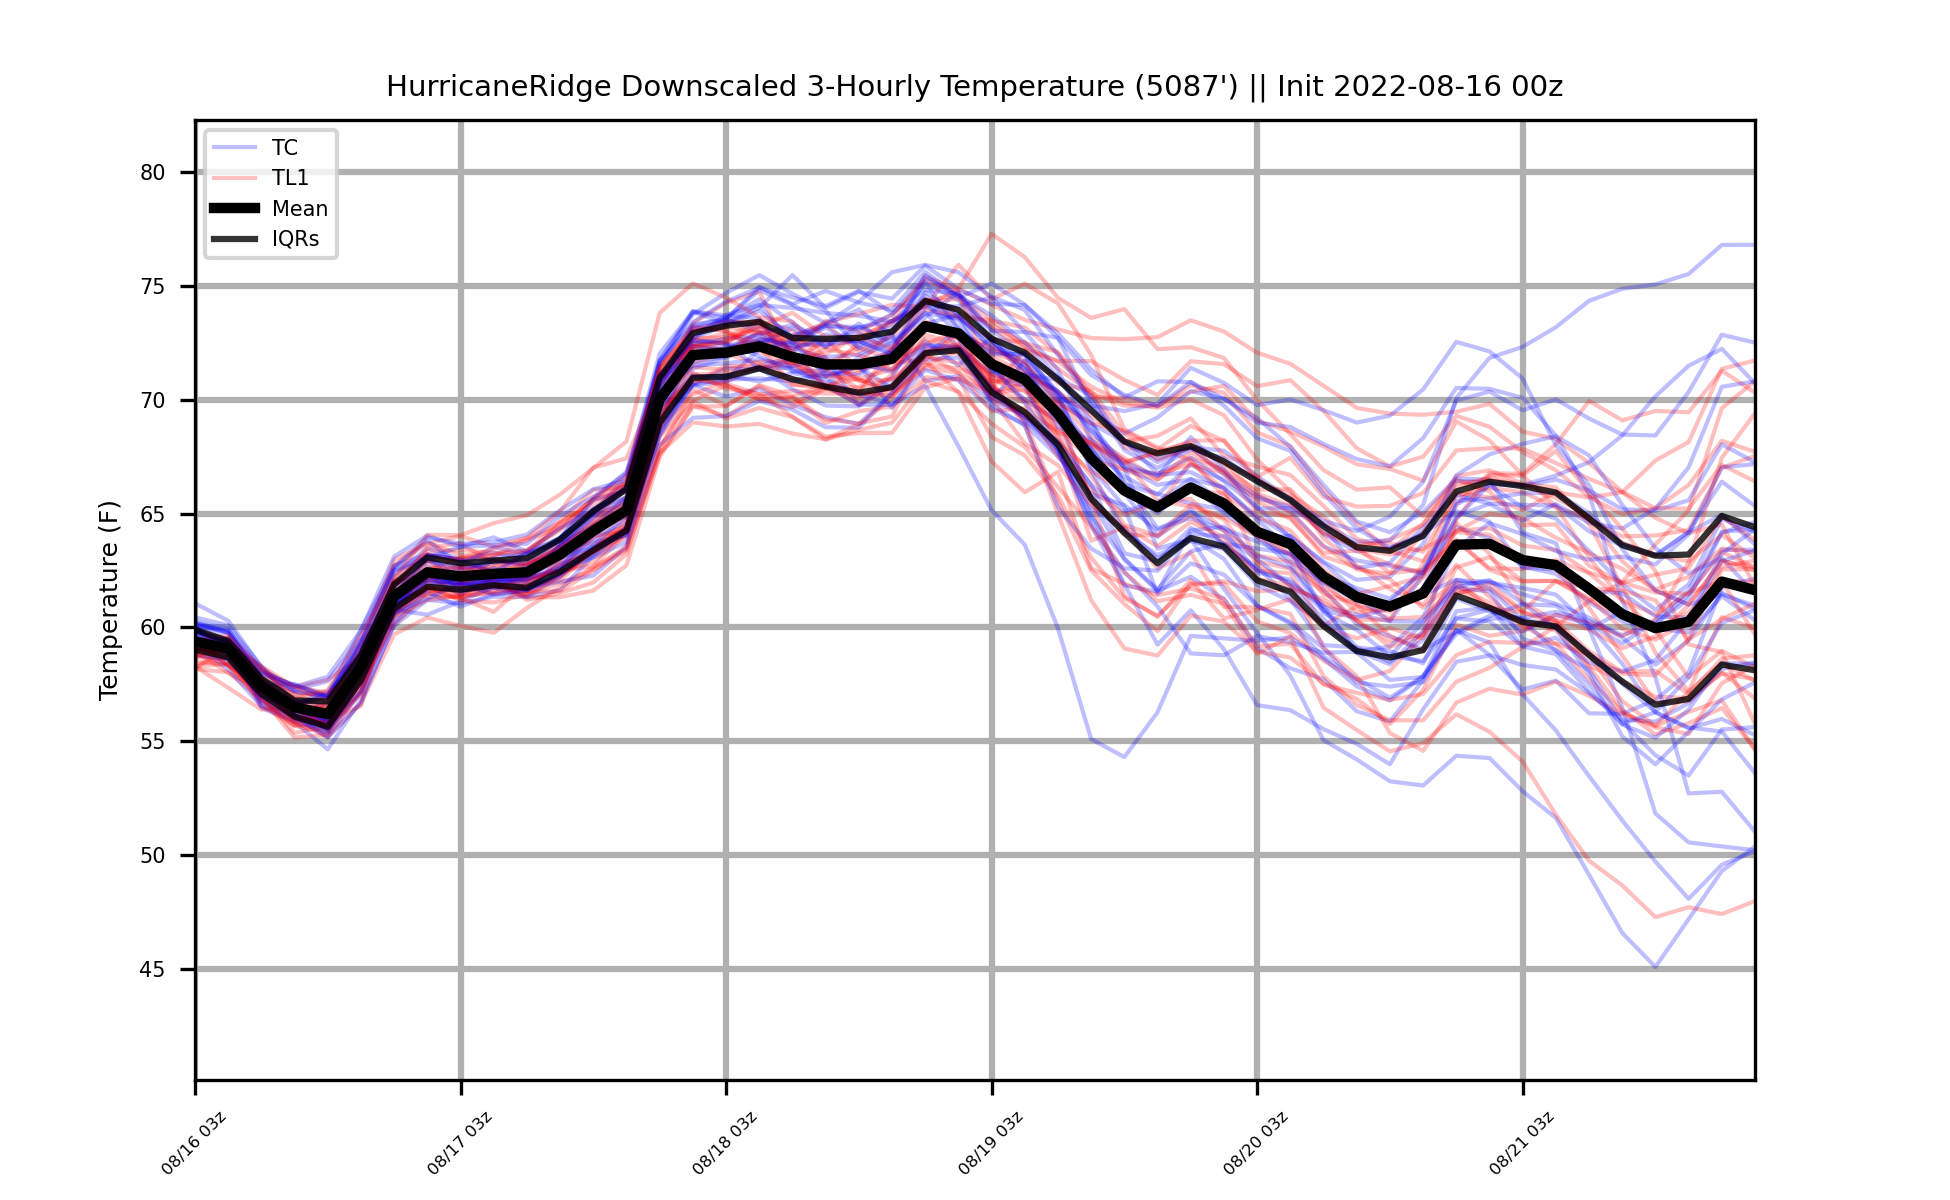 HurricaneRidge Downscaled 3-Hourly Temperature (5087') || Init 2022-08-16 00z
TC
TL1
Mean
IQRs
Temperature (F)
80
75
70
65
60
55
50
45
08/16 03z
08/17 03z
08/18 03z
08/19 03z
08/20 03z
08/21 03z